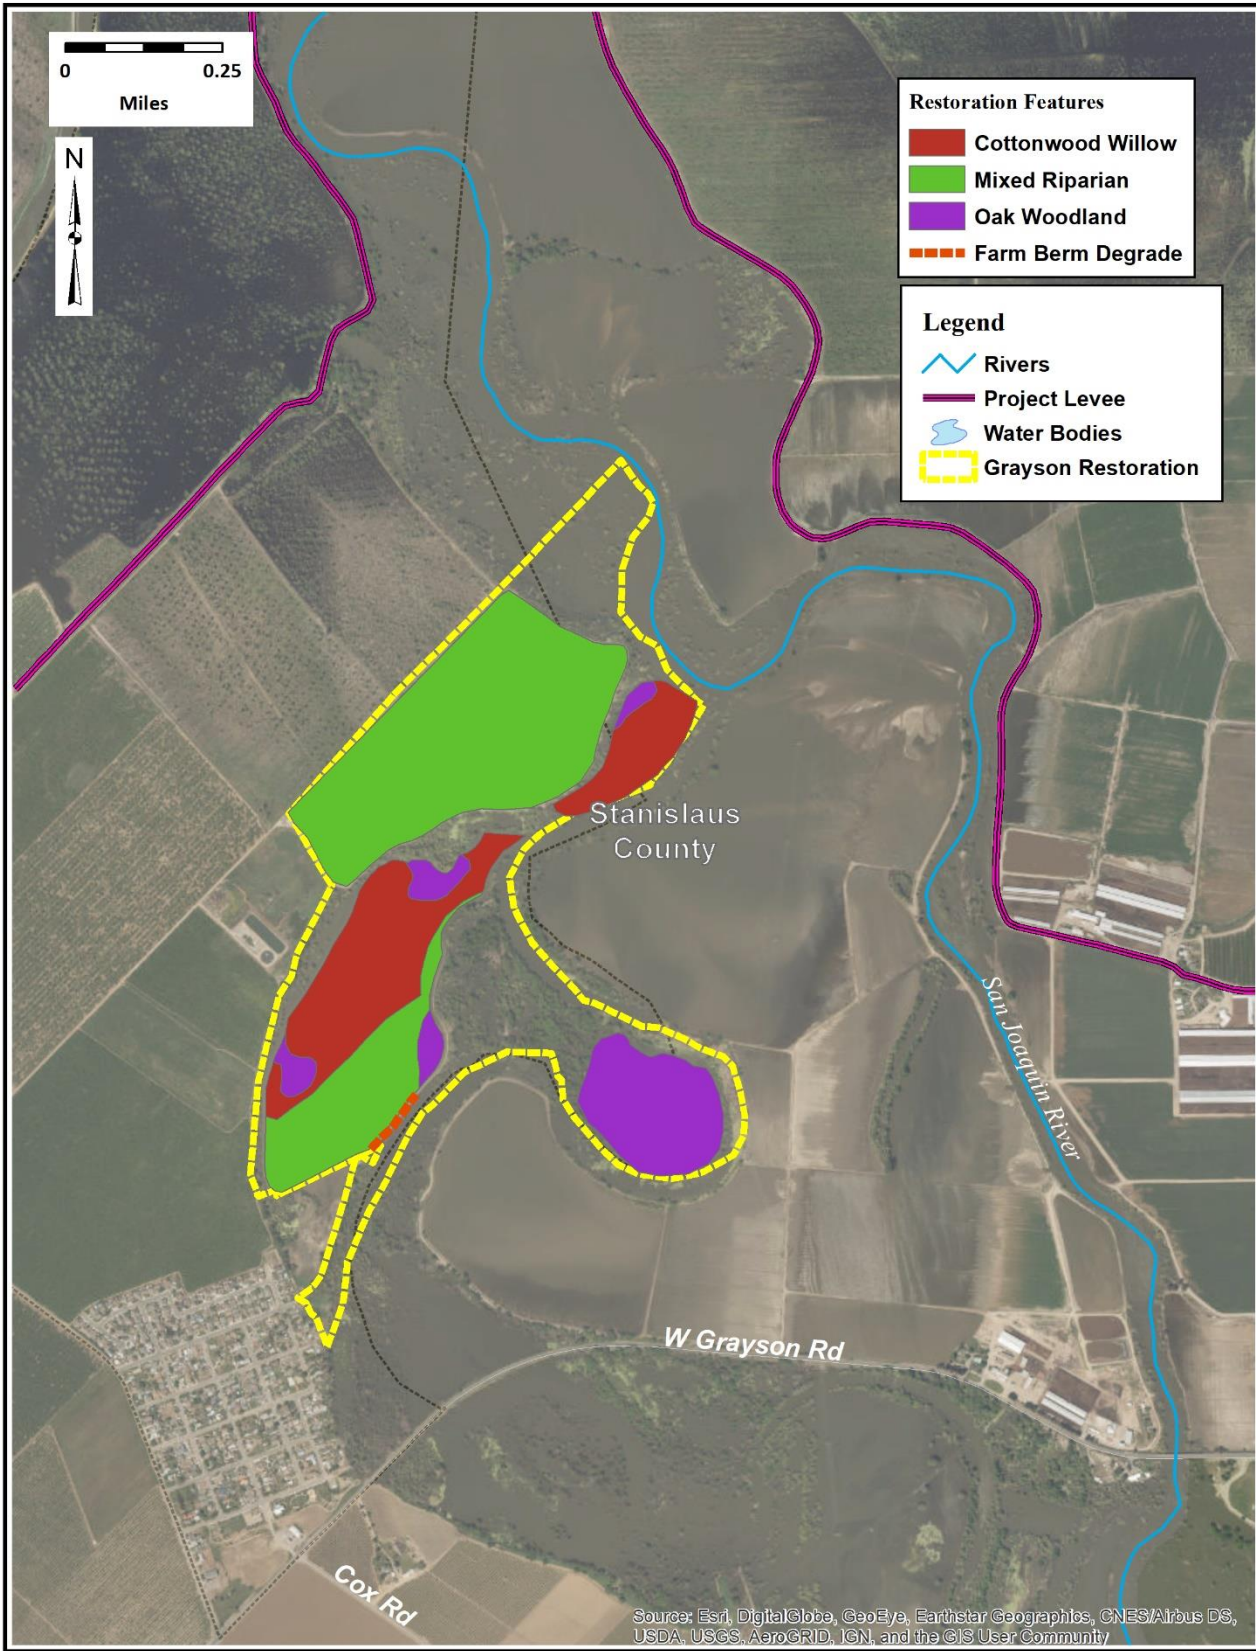 0 0.25
Miles
N
Restoration Features
Cottonwood Willow
Mixed Riparian
Oak Woodland
Farm Berm Degrade
Legend
Rivers
Project Levee
Water Bodies
Grayson Restoration
Stanislaus
County
San Joaquin River
W Grayson Rd
Cox Rd
Source: Esri, DigitalGlobe, GeoEye, Earthstar Geographics, CNES/Airbus DS,
USDA, USGS, AeroGRID, IGN, and the GIS User Community